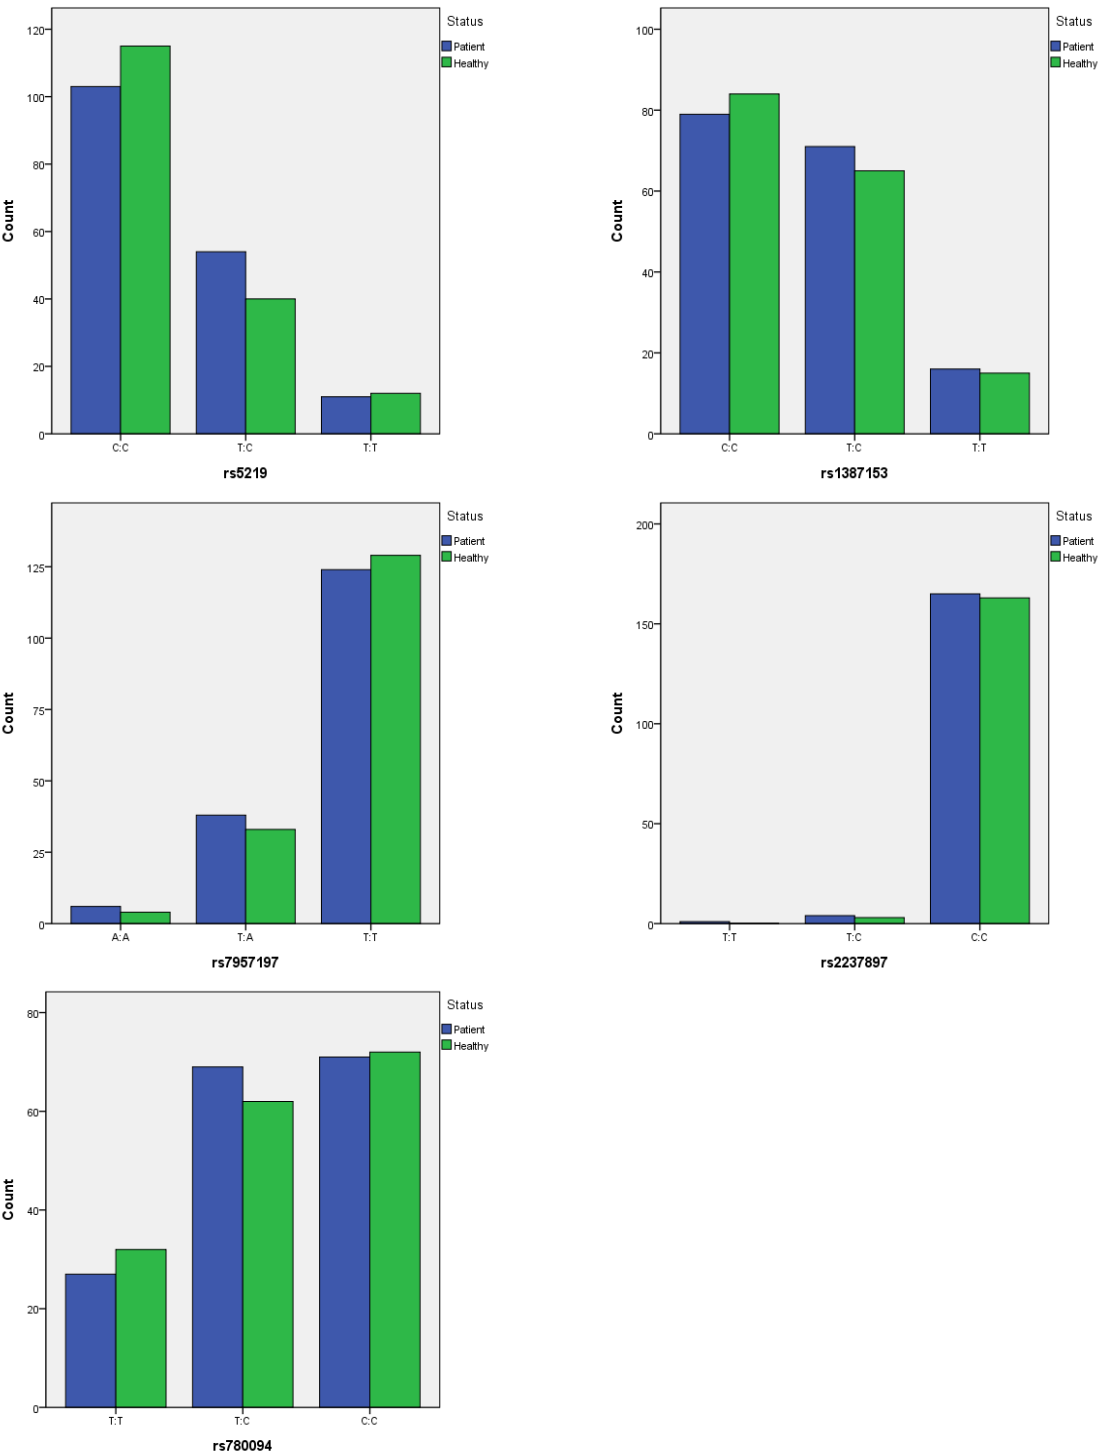 Status
Patient
Healthy
Count
120
100
80
60
40
20
0
C:C T:C T:T
rs5219
Status
Patient
Healthy
Count
100
80
60
40
20
0
C:C T:C T:T
rs1387153
Status
Patient
Healthy
Count
125
100
75
50
25
0
A:A T:A T:T
rs7957197
Status
Patient
Healthy
Count
200
150
100
50
0
T:T T:C C:C
rs2237897
Status
Patient
Healthy
Count
80
60
40
20
0
T:T T:C C:C
rs780094